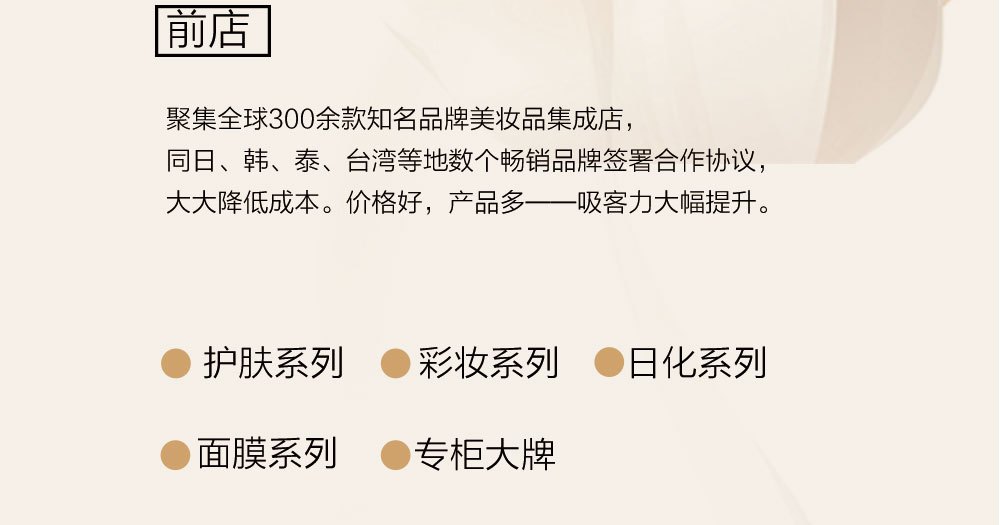 前店
聚集全球300余款知名品牌美妆品集成店，
同日、韩、泰、台湾等地数个畅销品牌签署合作协议，
大大降低成本。价格好，产品多——吸客力大幅提升。
护肤系列 彩妆系列 日化系列
面膜系列 专柜大牌